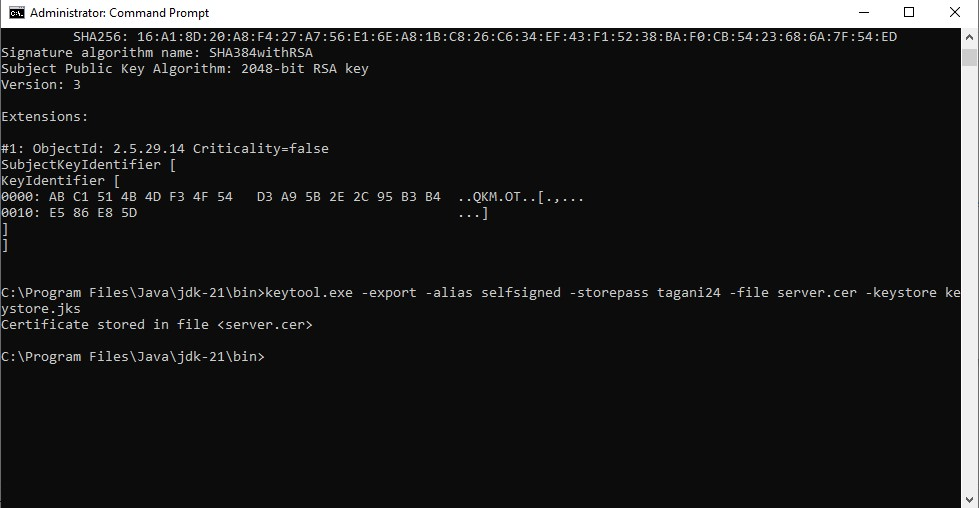 Administrator: Command Prompt
SHA256: 16:A1:8D:20:A8:F4:27:A7:56:E1:6E:A8:1B:C8:26:C6:34:EF:43:F1:52:38:BA:F0:CB:54:23:68:6A:7F:54:ED
Signature algorithm name: SHA384withRSA
Subject Public Key Algorithm: 2048-bit RSA key
Version: 3
Extensions:
#1: ObjectId: 2.5.29.14 Criticality=false
SubjectKeyIdentifier [
KeyIdentifier [
0000: AB C1 51 4B 4D F3 4F 54   D3 A9 5B 2E 2C 95 B3 B4  ..QKM.OT..[.,...
0010: E5 86 E8 5D                                        ...]
]
]
C:\Program Files\Java\jdk-21\bin>keytool.exe -export -alias selfsigned -storepass tagani24 -file server.cer -keystore ke
ystore.jks
Certificate stored in file <server.cer>
C:\Program Files\Java\jdk-21\bin>